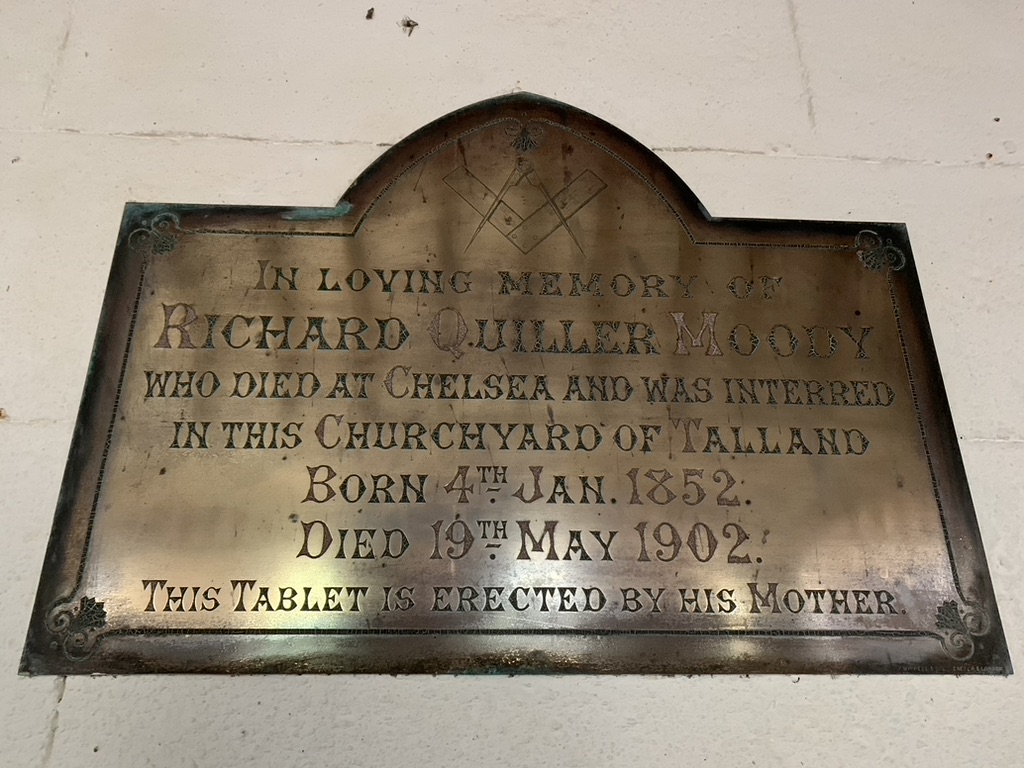 In loving memory of
Richard Quiller Moody
who died at Chelsea and was interred
in this Churchyard of Talland
Born 4th Jan. 1852.
Died 19th May 1902.
This Tablet is erected by his Mother.